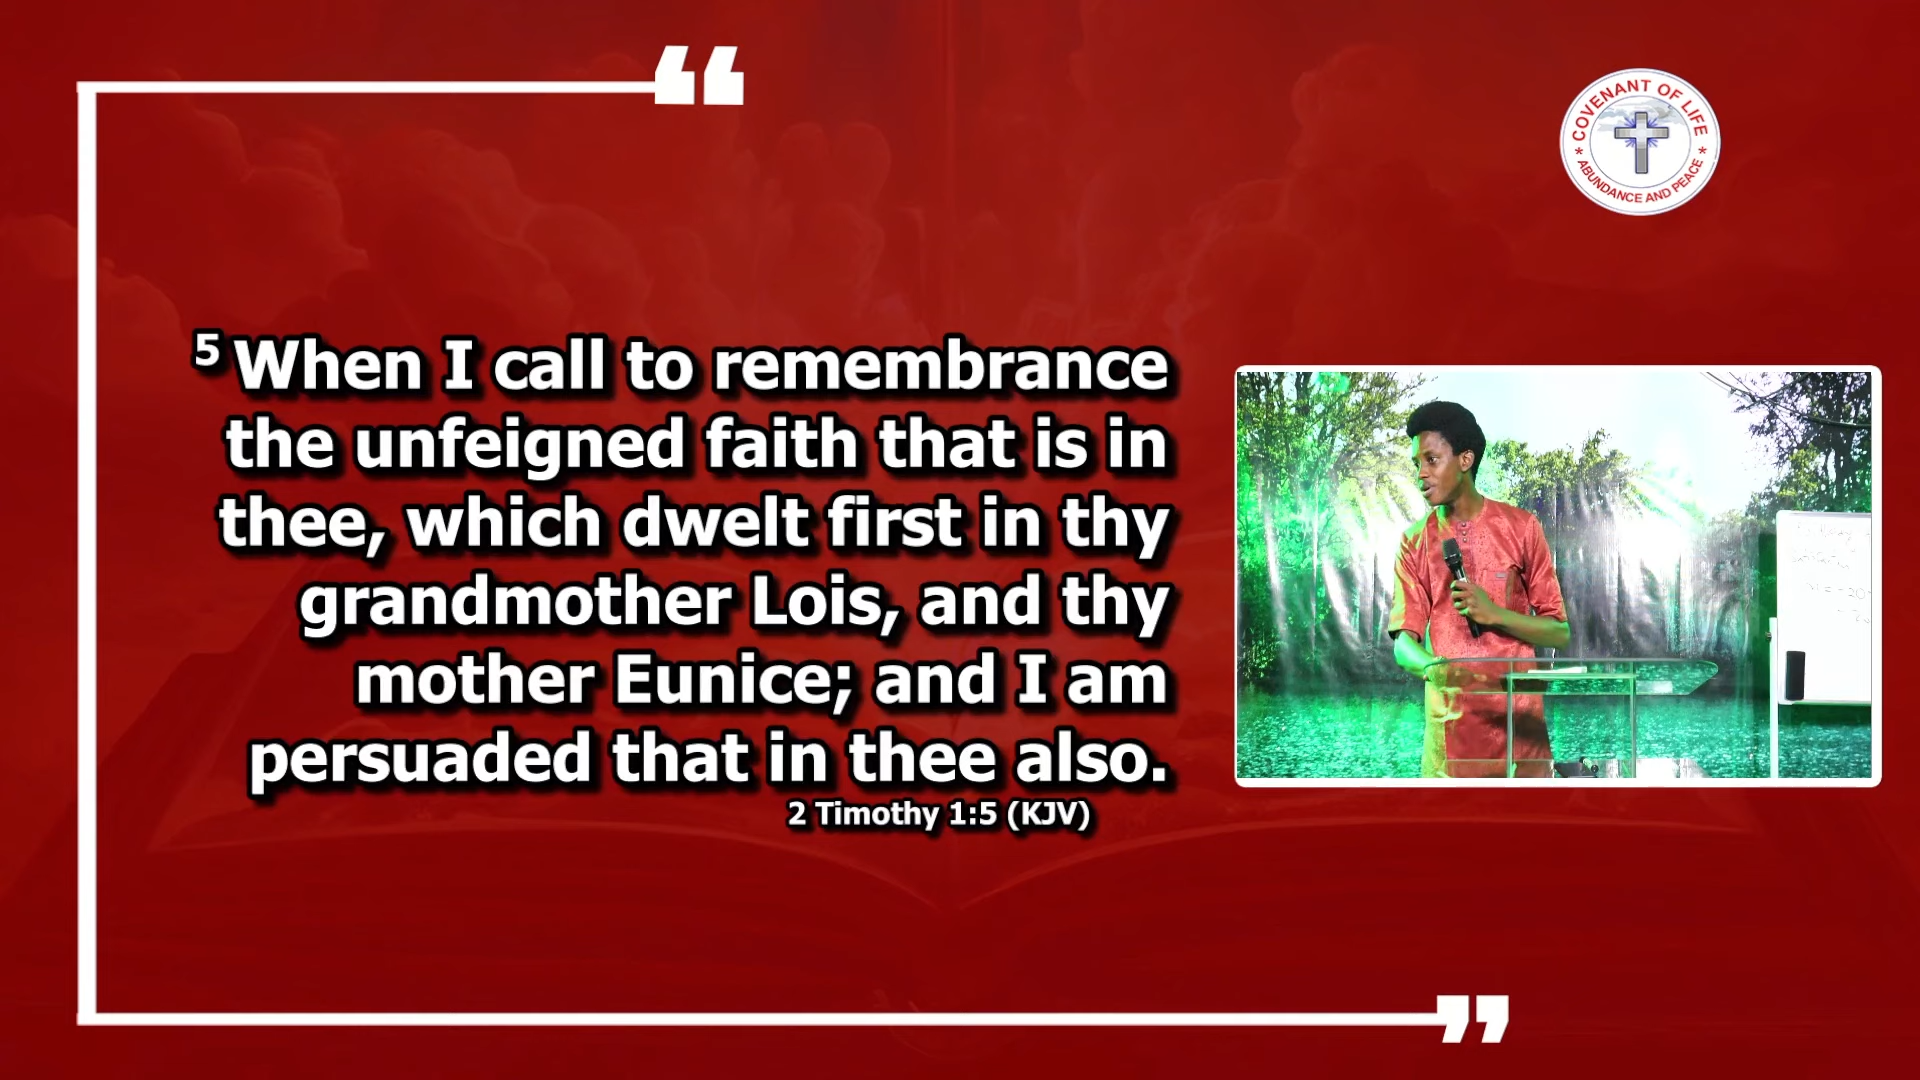 COVENANT OF LIFE
* ABUNDANCE AND PEACE *
5 When I call to remembrance
the unfeigned faith that is in
thee, which dwelt first in thy
grandmother Lois, and thy
mother Eunice; and I am
persuaded that in thee also.
2 Timothy 1:5 (KJV)